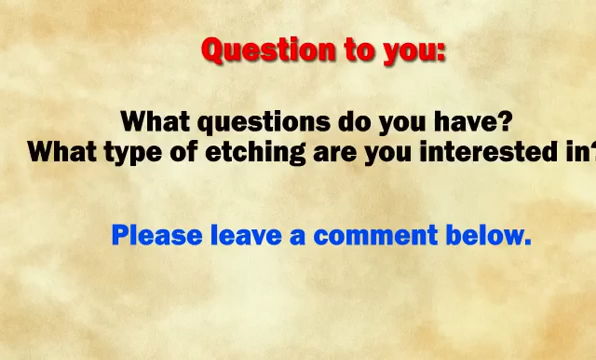 Question to you:
What questions do you have?
What type of etching are you interested in?
Please leave a comment below.